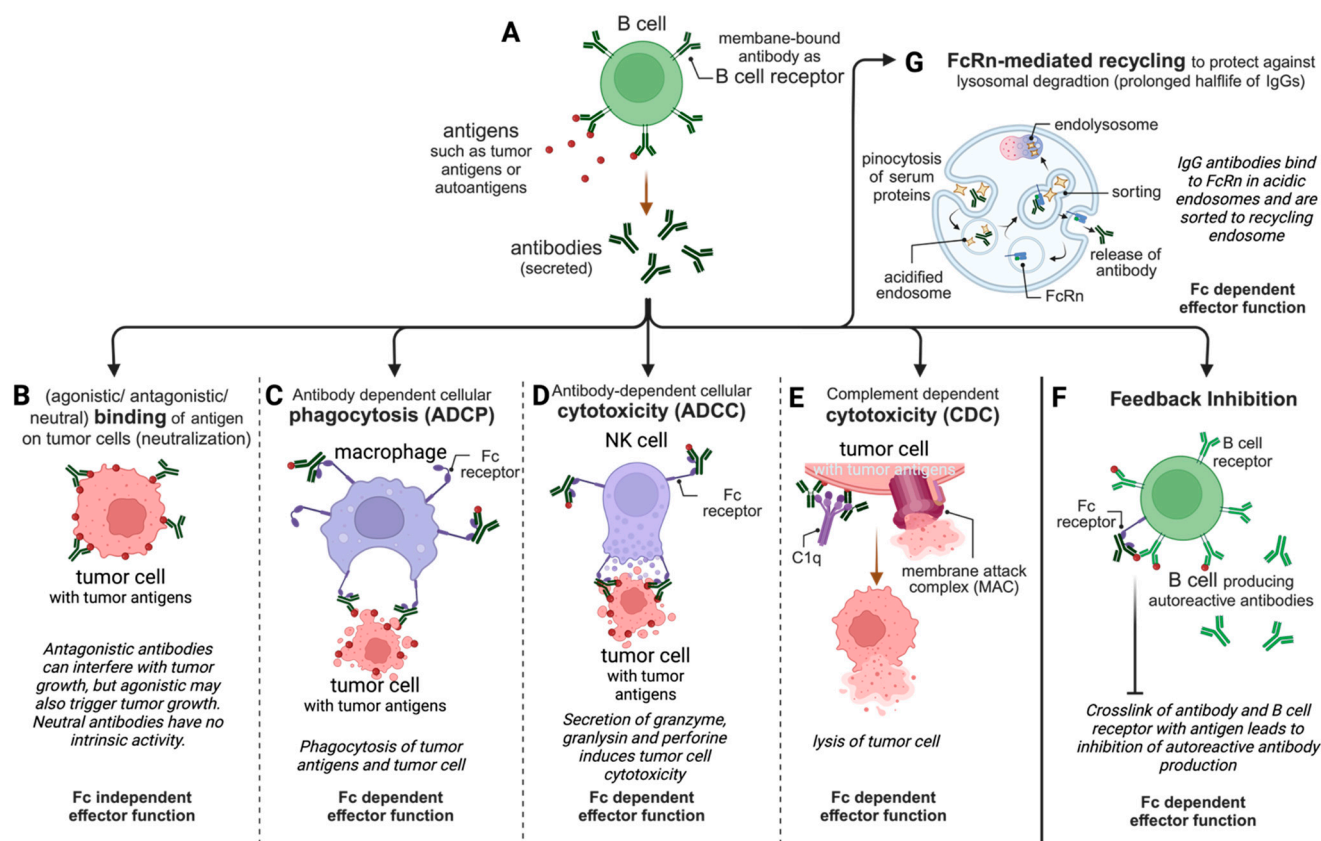 A
B cell
membane-bound
antibody as
B cell receptor
antigens
such as tumor
antigens or
autoantigens
antibodies
(secreted)
G
FcRn-mediated recycling to protect against
lysosomal degradtion (prolonged halflife of IgGs)
endolysosome
pinocytosis
of serum
proteins
sorting
acidified
endosome
FcRn
release of
antibody
IgG antibodies bind
to FcRn in acidic
endosomes and are
sorted to recycling
endosome
Fc dependent
effector function
B
(agonistic/ antagonistic/
neutral) binding of antigen
on tumor cells (neutralization)
tumor cell
with tumor antigens
Antagonistic antibodies
can interfere with tumor
growth, but agonistic may
also trigger tumor growth.
Neutral antibodies have no
intrinsic activity.
Fc independent
effector function
C
Antibody dependent cellular
phagocytosis (ADCP)
macrophage
Fc
receptor
tumor cell
with tumor antigens
Phagocytosis of tumor
antigens and tumor cell
Fc dependent
effector function
D
Antibody-dependent cellular
cytotoxicity (ADCC)
NK cell
Fc
receptor
tumor cell
with tumor
antigens
Secretion of granzyme,
granlysin and perforine
induces tumor cell
cytotoxicity
Fc dependent
effector function
E
Complement dependent
cytotoxicity (CDC)
tumor cell
with tumor antigens
C1q
membrane attack
complex (MAC)
lysis of tumor cell
Fc dependent
effector function
F
Feedback Inhibition
B cell
receptor
Fc
receptor
B cell producing
autoreactive antibodies
Crosslink of antibody and B cell
receptor with antigen leads to
inhibition of autoreactive antibody
production
Fc dependent
effector function